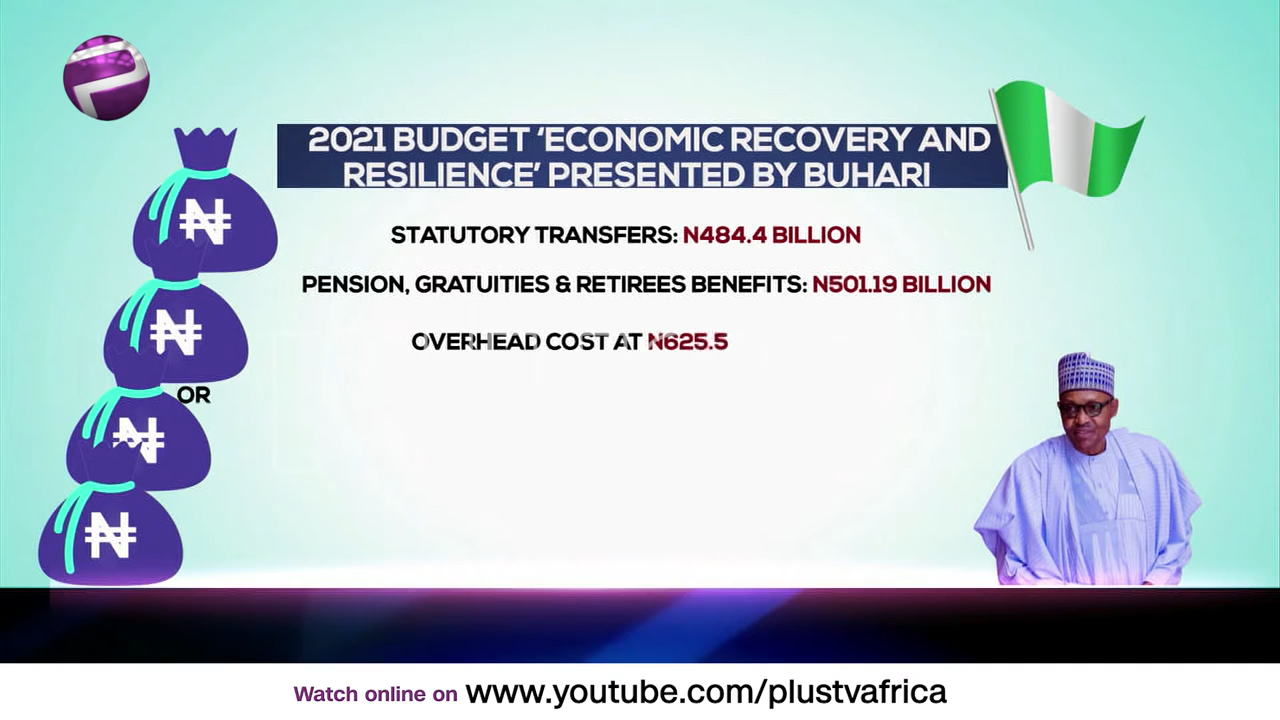 2021 BUDGET ‘ECONOMIC RECOVERY AND
RESILIENCE’ PRESENTED BY BUHARI
STATUTORY TRANSFERS: N484.4 BILLION
PENSION, GRATUITIES & RETIREES BENEFITS: N501.19 BILLION
OVERHEAD COST AT N625.5
OR
₦
₦
₦
₦
Watch online on www.youtube.com/plustvafrica